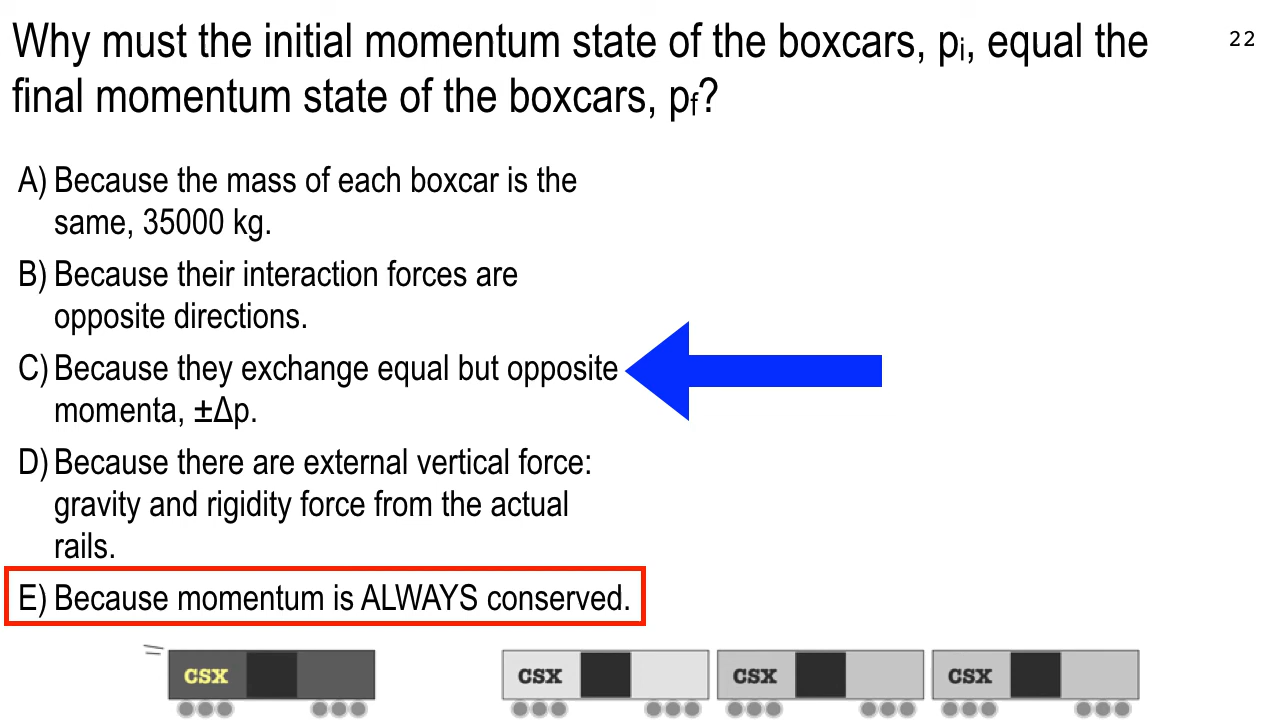 Why must the initial momentum state of the boxcars, pi, equal the
22
final momentum state of the boxcars, pf?
A) Because the mass of each boxcar is the
same, 35000 kg.
B) Because their interaction forces are
opposite directions.
C) Because they exchange equal but opposite
momenta, ±Δp.
D) Because there are external vertical force:
gravity and rigidity force from the actual
rails.
E) Because momentum is ALWAYS conserved.
CSX CSX CSX CSX